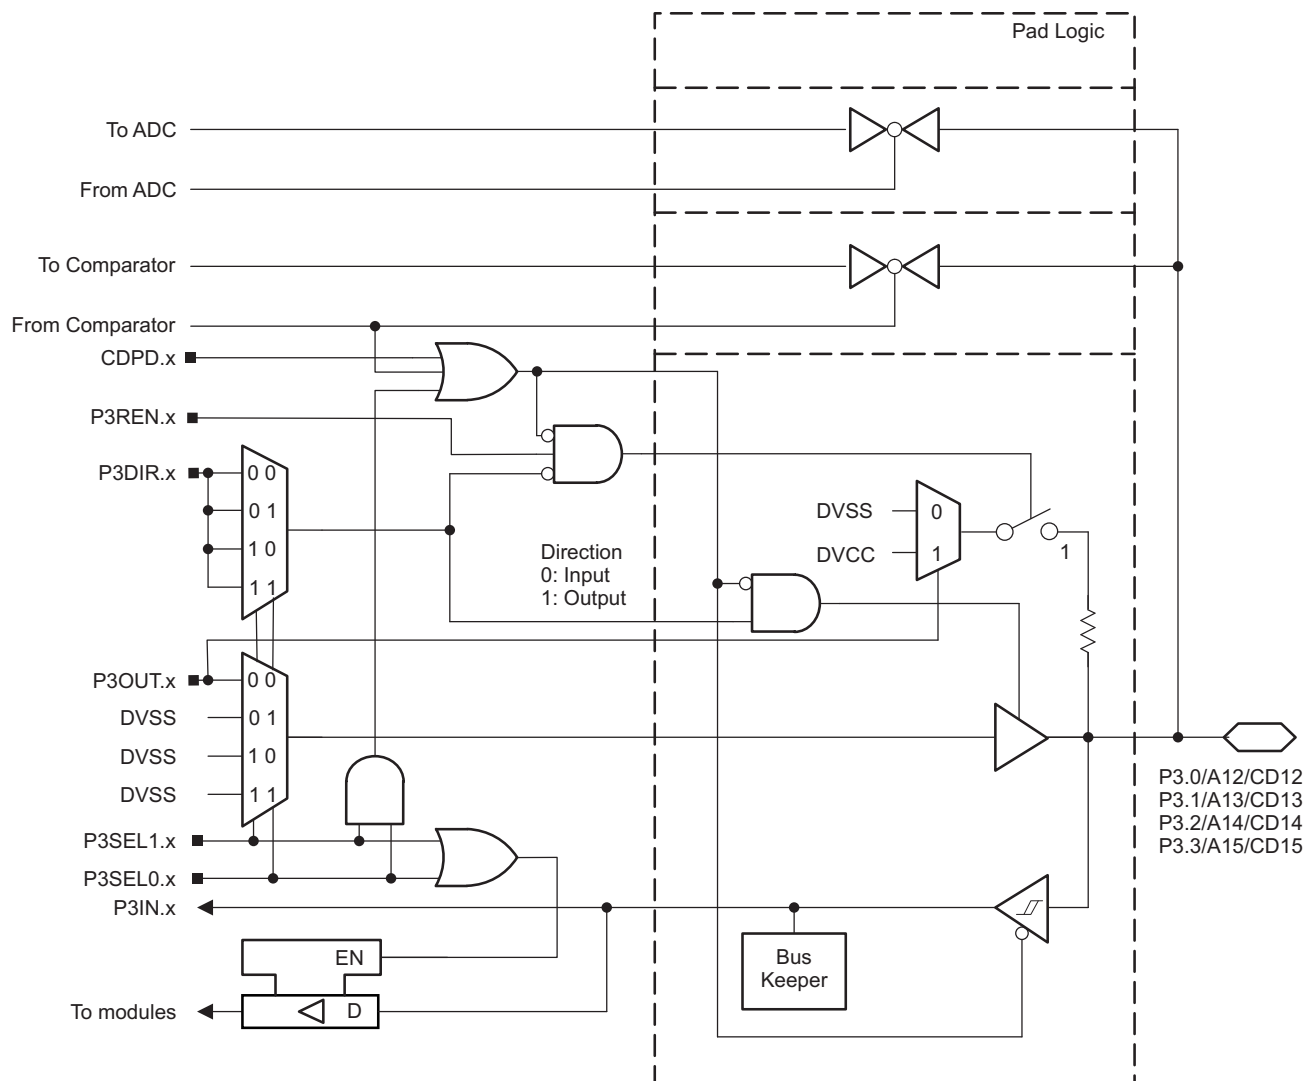 Pad Logic
To ADC
From ADC
To Comparator
From Comparator
CDPD.x
P3REN.x
P3DIR.x
0 0
0 1
1 0
1 1
Direction
0: Input
1: Output
DVSS
0
DVCC
1
1
P3OUT.x
0 0
DVSS
0 1
DVSS
1 0
DVSS
1 1
P3.0/A12/CD12
P3.1/A13/CD13
P3.2/A14/CD14
P3.3/A15/CD15
P3SEL1.x
P3SEL0.x
P3IN.x
EN
Bus
Keeper
To modules
D